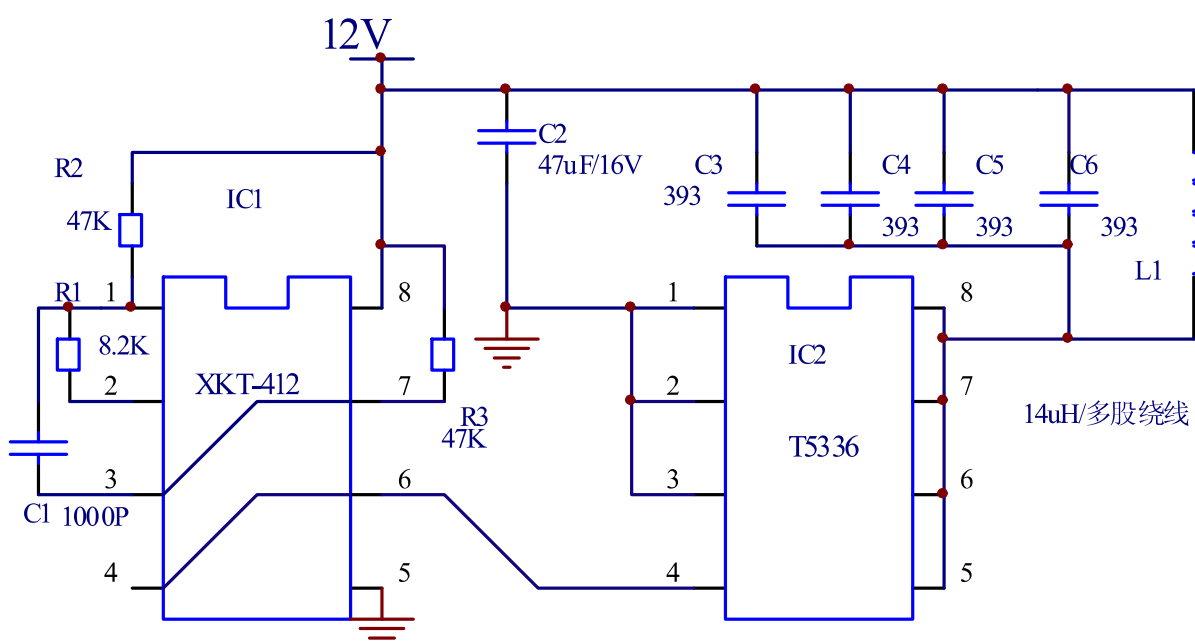 12V
C2
47uF/16V
R2
47K
IC1
C3
393
C4
393
C5
393
C6
393
L1
R1
8.2K
1
2
3
4
8
7
6
5
XKT-412
R3
47K
C1
1000P
1
2
3
4
8
7
6
5
IC2
T5336
14uH/多股绕线